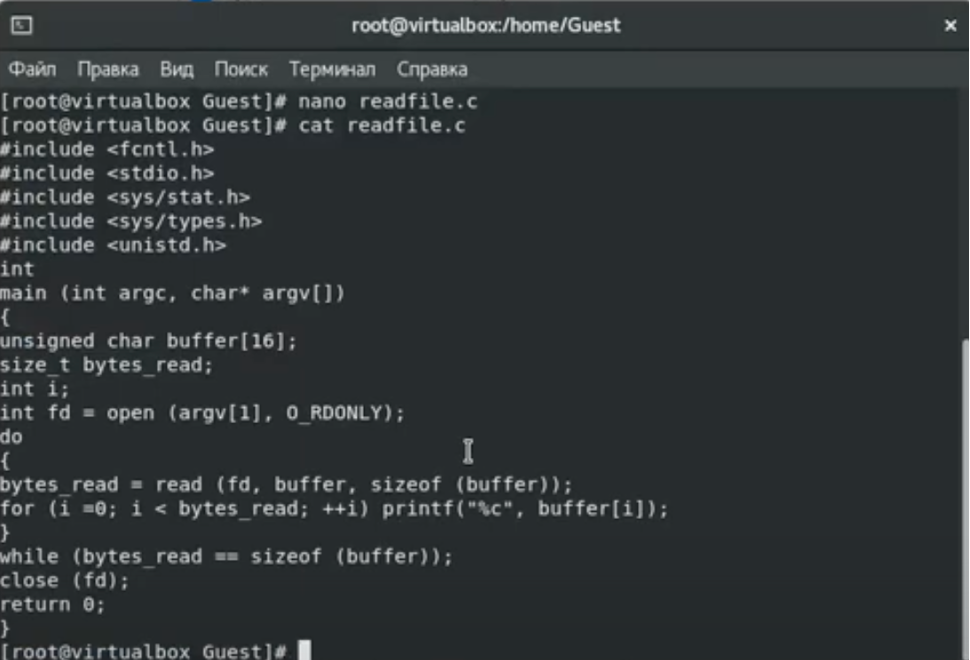 root@virtualbox:/home/Guest
Файл Правка Вид Поиск Терминал Справка
[root@virtualbox Guest]# nano readfile.c
[root@virtualbox Guest]# cat readfile.c
#include <fcntl.h>
#include <stdio.h>
#include <sys/stat.h>
#include <sys/types.h>
#include <unistd.h>
int
main (int argc, char* argv[])
{
unsigned char buffer[16];
size_t bytes_read;
int i;
int fd = open (argv[1], O_RDONLY);
do
{
bytes_read = read (fd, buffer, sizeof (buffer));
for (i =0; i < bytes_read; ++i) printf("%c", buffer[i]);
}
while (bytes_read == sizeof (buffer));
close (fd);
return 0;
}
[root@virtualbox Guest]#